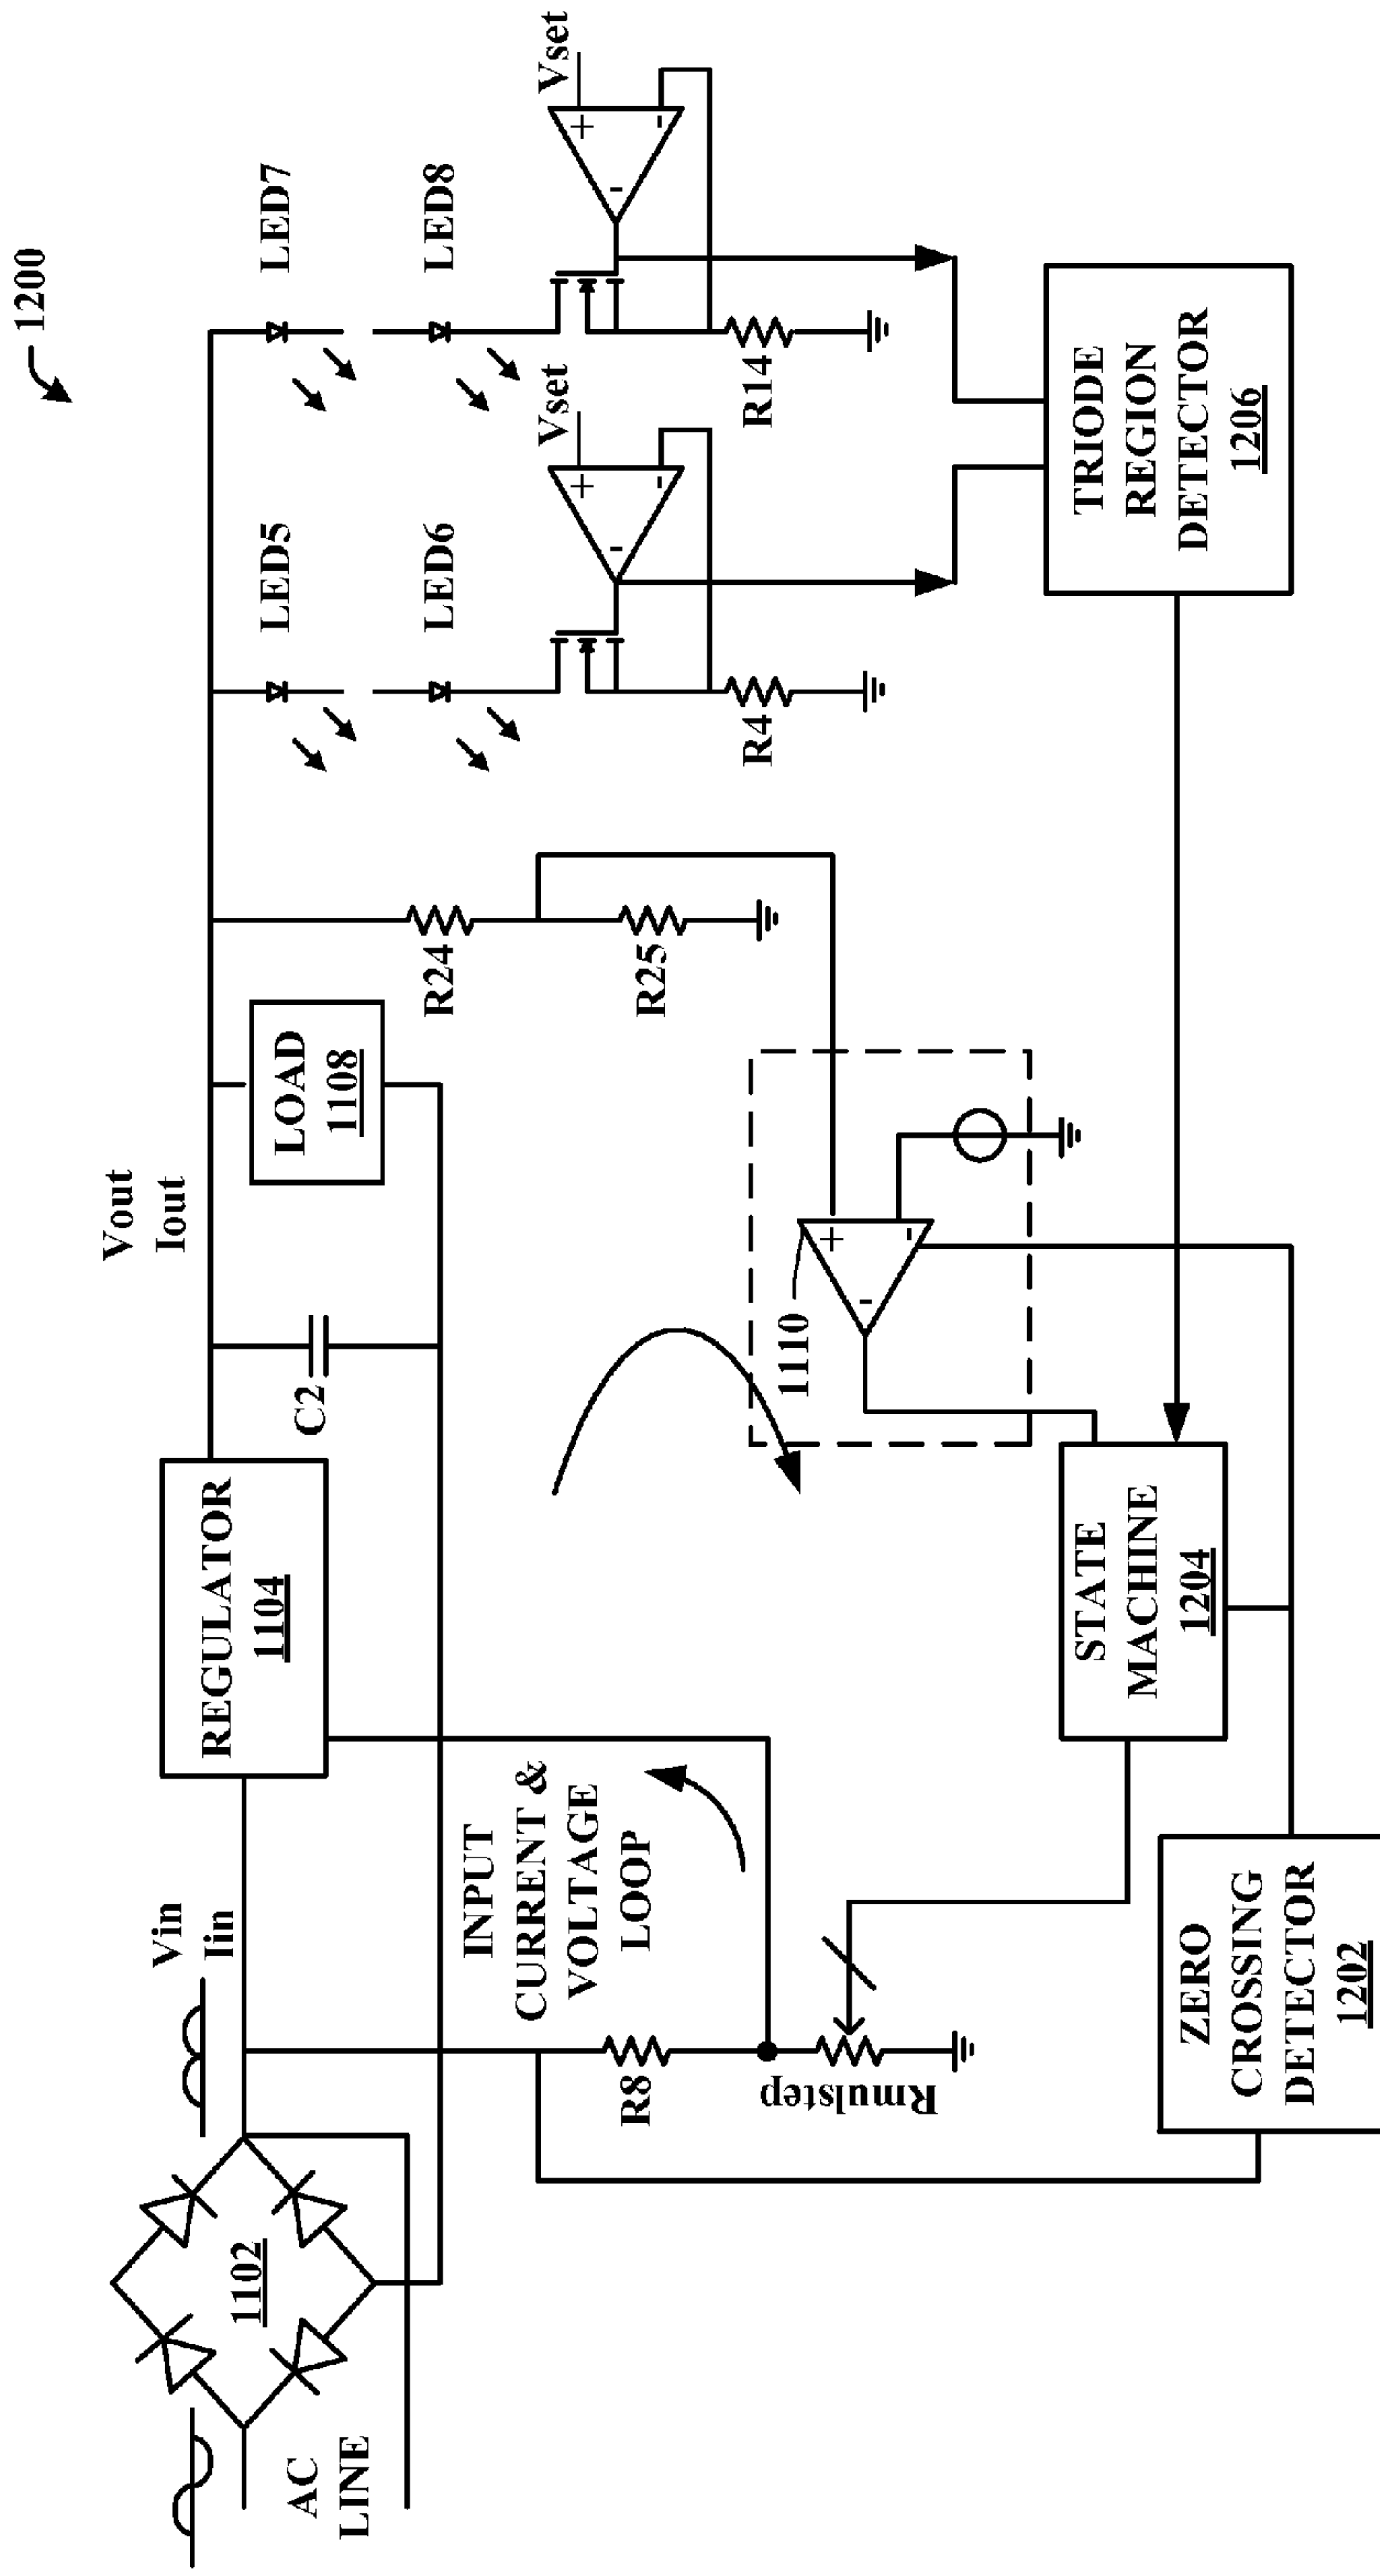 1200
Vout
Iout
Vin
Iin
AC
LINE
1102
REGULATOR
1104
C2
LOAD
1108
LED5
LED7
LED6
LED8
R24
R25
Vset
+
-
-
Vset
+
-
-
R4
R14
INPUT
CURRENT &
VOLTAGE
LOOP
R8
Rmulstep
1110
+
-
-
STATE
MACHINE
1204
TRIODE
REGION
DETECTOR
1206
ZERO
CROSSING
DETECTOR
1202